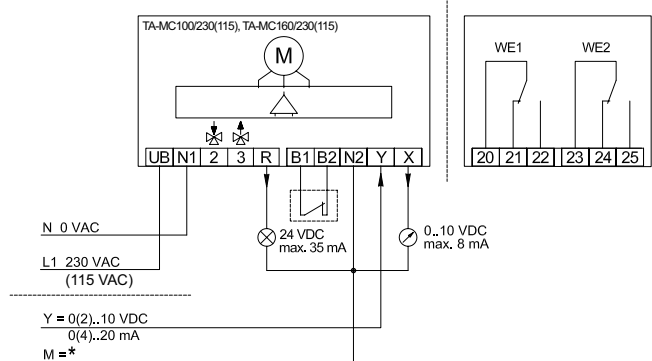 TA-MC100/230(115), TA-MC160/230(115)
M
WE1 WE2
UB N1 2 3 R B1 B2 N2 Y X
20 21 22 23 24 25
N 0 VAC
24 VDC
max. 35 mA
0..10 VDC
max. 8 mA
L1 230 VAC
(115 VAC)
Y = 0(2)..10 VDC
0(4)..20 mA
M =*